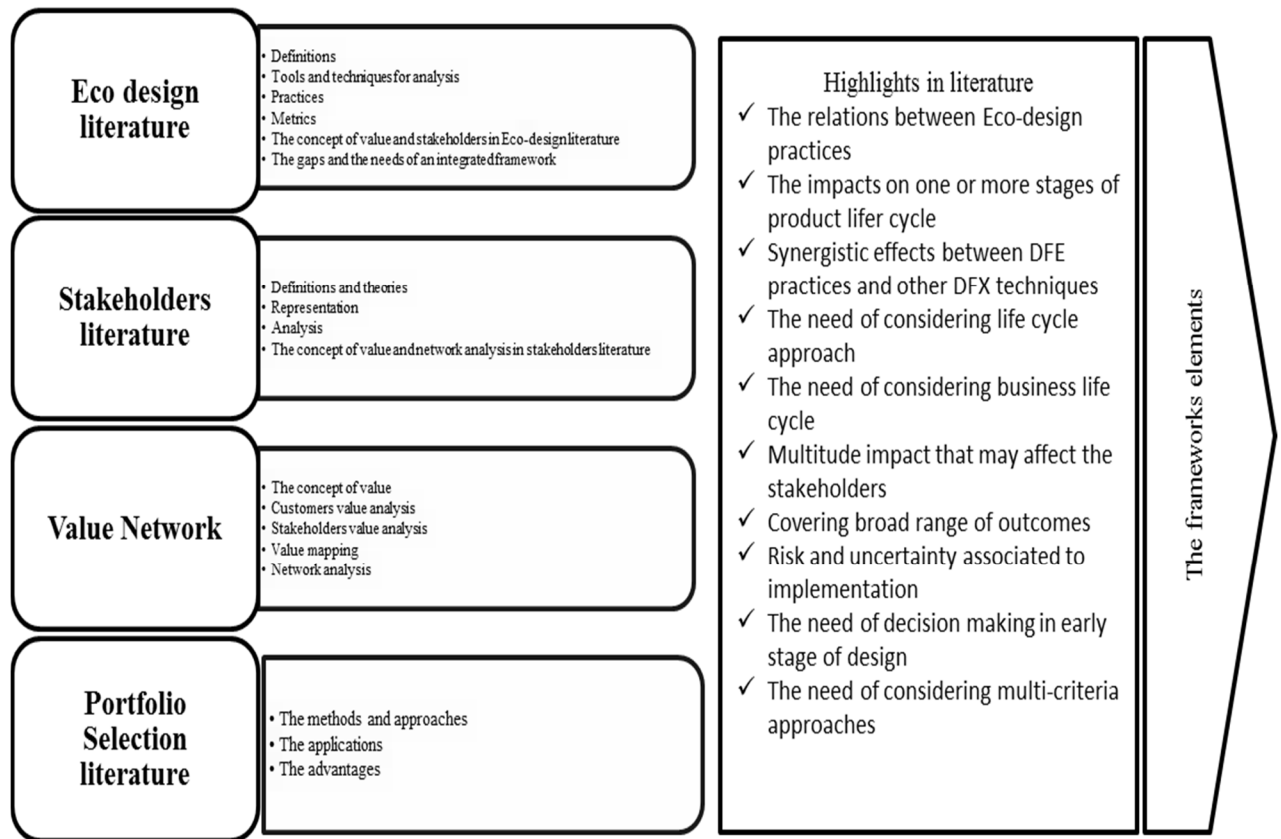 Eco design
literature
• Definitions
• Tools and techniques for analysis
• Practices
• Metrics
• The concept of value and stakeholders in Eco-design literature
• The gaps and the needs of an integrated framework
Stakeholders
literature
• Definitions and theories
• Representation
• Analysis
• The concept of value and network analysis in stakeholders literature
Value Network
• The concept of value
• Customers value analysis
• Stakeholders value analysis
• Value mapping
• Network analysis
Portfolio
Selection
literature
• The methods and approaches
• The applications
• The advantages
Highlights in literature
✓ The relations between Eco-design
practices
✓ The impacts on one or more stages of
product lifer cycle
✓ Synergistic effects between DFE
practices and other DFX techniques
✓ The need of considering life cycle
approach
✓ The need of considering business life
cycle
✓ Multitude impact that may affect the
stakeholders
✓ Covering broad range of outcomes
✓ Risk and uncertainty associated to
implementation
✓ The need of decision making in early
stage of design
✓ The need of considering multi-criteria
approaches
The frameworks elements